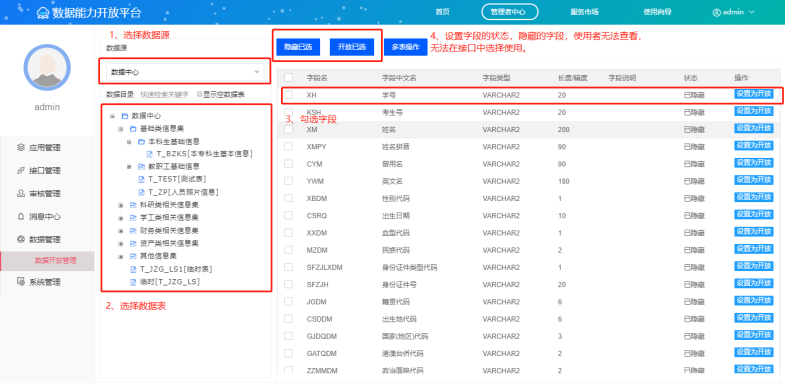 数据能力开放平台
首页
管理者中心
服务市场
使用向导
admin
admin
应用管理
接口管理
审核管理
消息中心
数据管理
数据开放管理
系统管理
1、选择数据源
数据源
数据中心
数据目录 快速检索关键字 显示空数据表
数据中心
基础类信息集
本科生基础信息
T_BZKS[本专科生基本信息]
教职工基础信息
T_TEST[测试表]
T_ZP[人员照片信息]
科研类相关信息集
学工类相关信息集
财务类相关信息集
资产类相关信息集
其他信息集
T_JZG_LS1[临时表]
临时[T_JZG_LS]
2、选择数据表
隐藏已选 开放已选 多表操作
4、设置字段的状态，隐藏的字段，使用者无法查看，
无法在接口中选择使用。
字段名 字段中文名 字段类型 长度/精度 字段说明 状态 操作
XH 学号 VARCHAR2 20 已隐藏 设置为开放
KSH 考生号 VARCHAR2 20 已隐藏 设置为开放
3、勾选字段
XM 姓名 VARCHAR2 200 已隐藏 设置为开放
XMPY 姓名拼音 VARCHAR2 90 已隐藏 设置为开放
CYM 曾用名 VARCHAR2 90 已隐藏 设置为开放
YWM 英文名 VARCHAR2 180 已隐藏 设置为开放
XBDM 性别代码 VARCHAR2 1 已隐藏 设置为开放
CSRQ 出生日期 VARCHAR2 10 已隐藏 设置为开放
XXDM 血型代码 VARCHAR2 1 已隐藏 设置为开放
MZDM 民族代码 VARCHAR2 2 已隐藏 设置为开放
SFZJLXDM 身份证件类型代码 VARCHAR2 1 已隐藏 设置为开放
SFZJH 身份证件号 VARCHAR2 20 已隐藏 设置为开放
JGDM 籍贯代码 VARCHAR2 6 已隐藏 设置为开放
CSDDM 出生地代码 VARCHAR2 6 已隐藏 设置为开放
GJDQDM 国家(地区)代码 VARCHAR2 3 已隐藏 设置为开放
GATQDM 港澳台侨代码 VARCHAR2 2 已隐藏 设置为开放
ZZMMDM 政治面貌代码 VARCHAR2 2 已隐藏 设置为开放